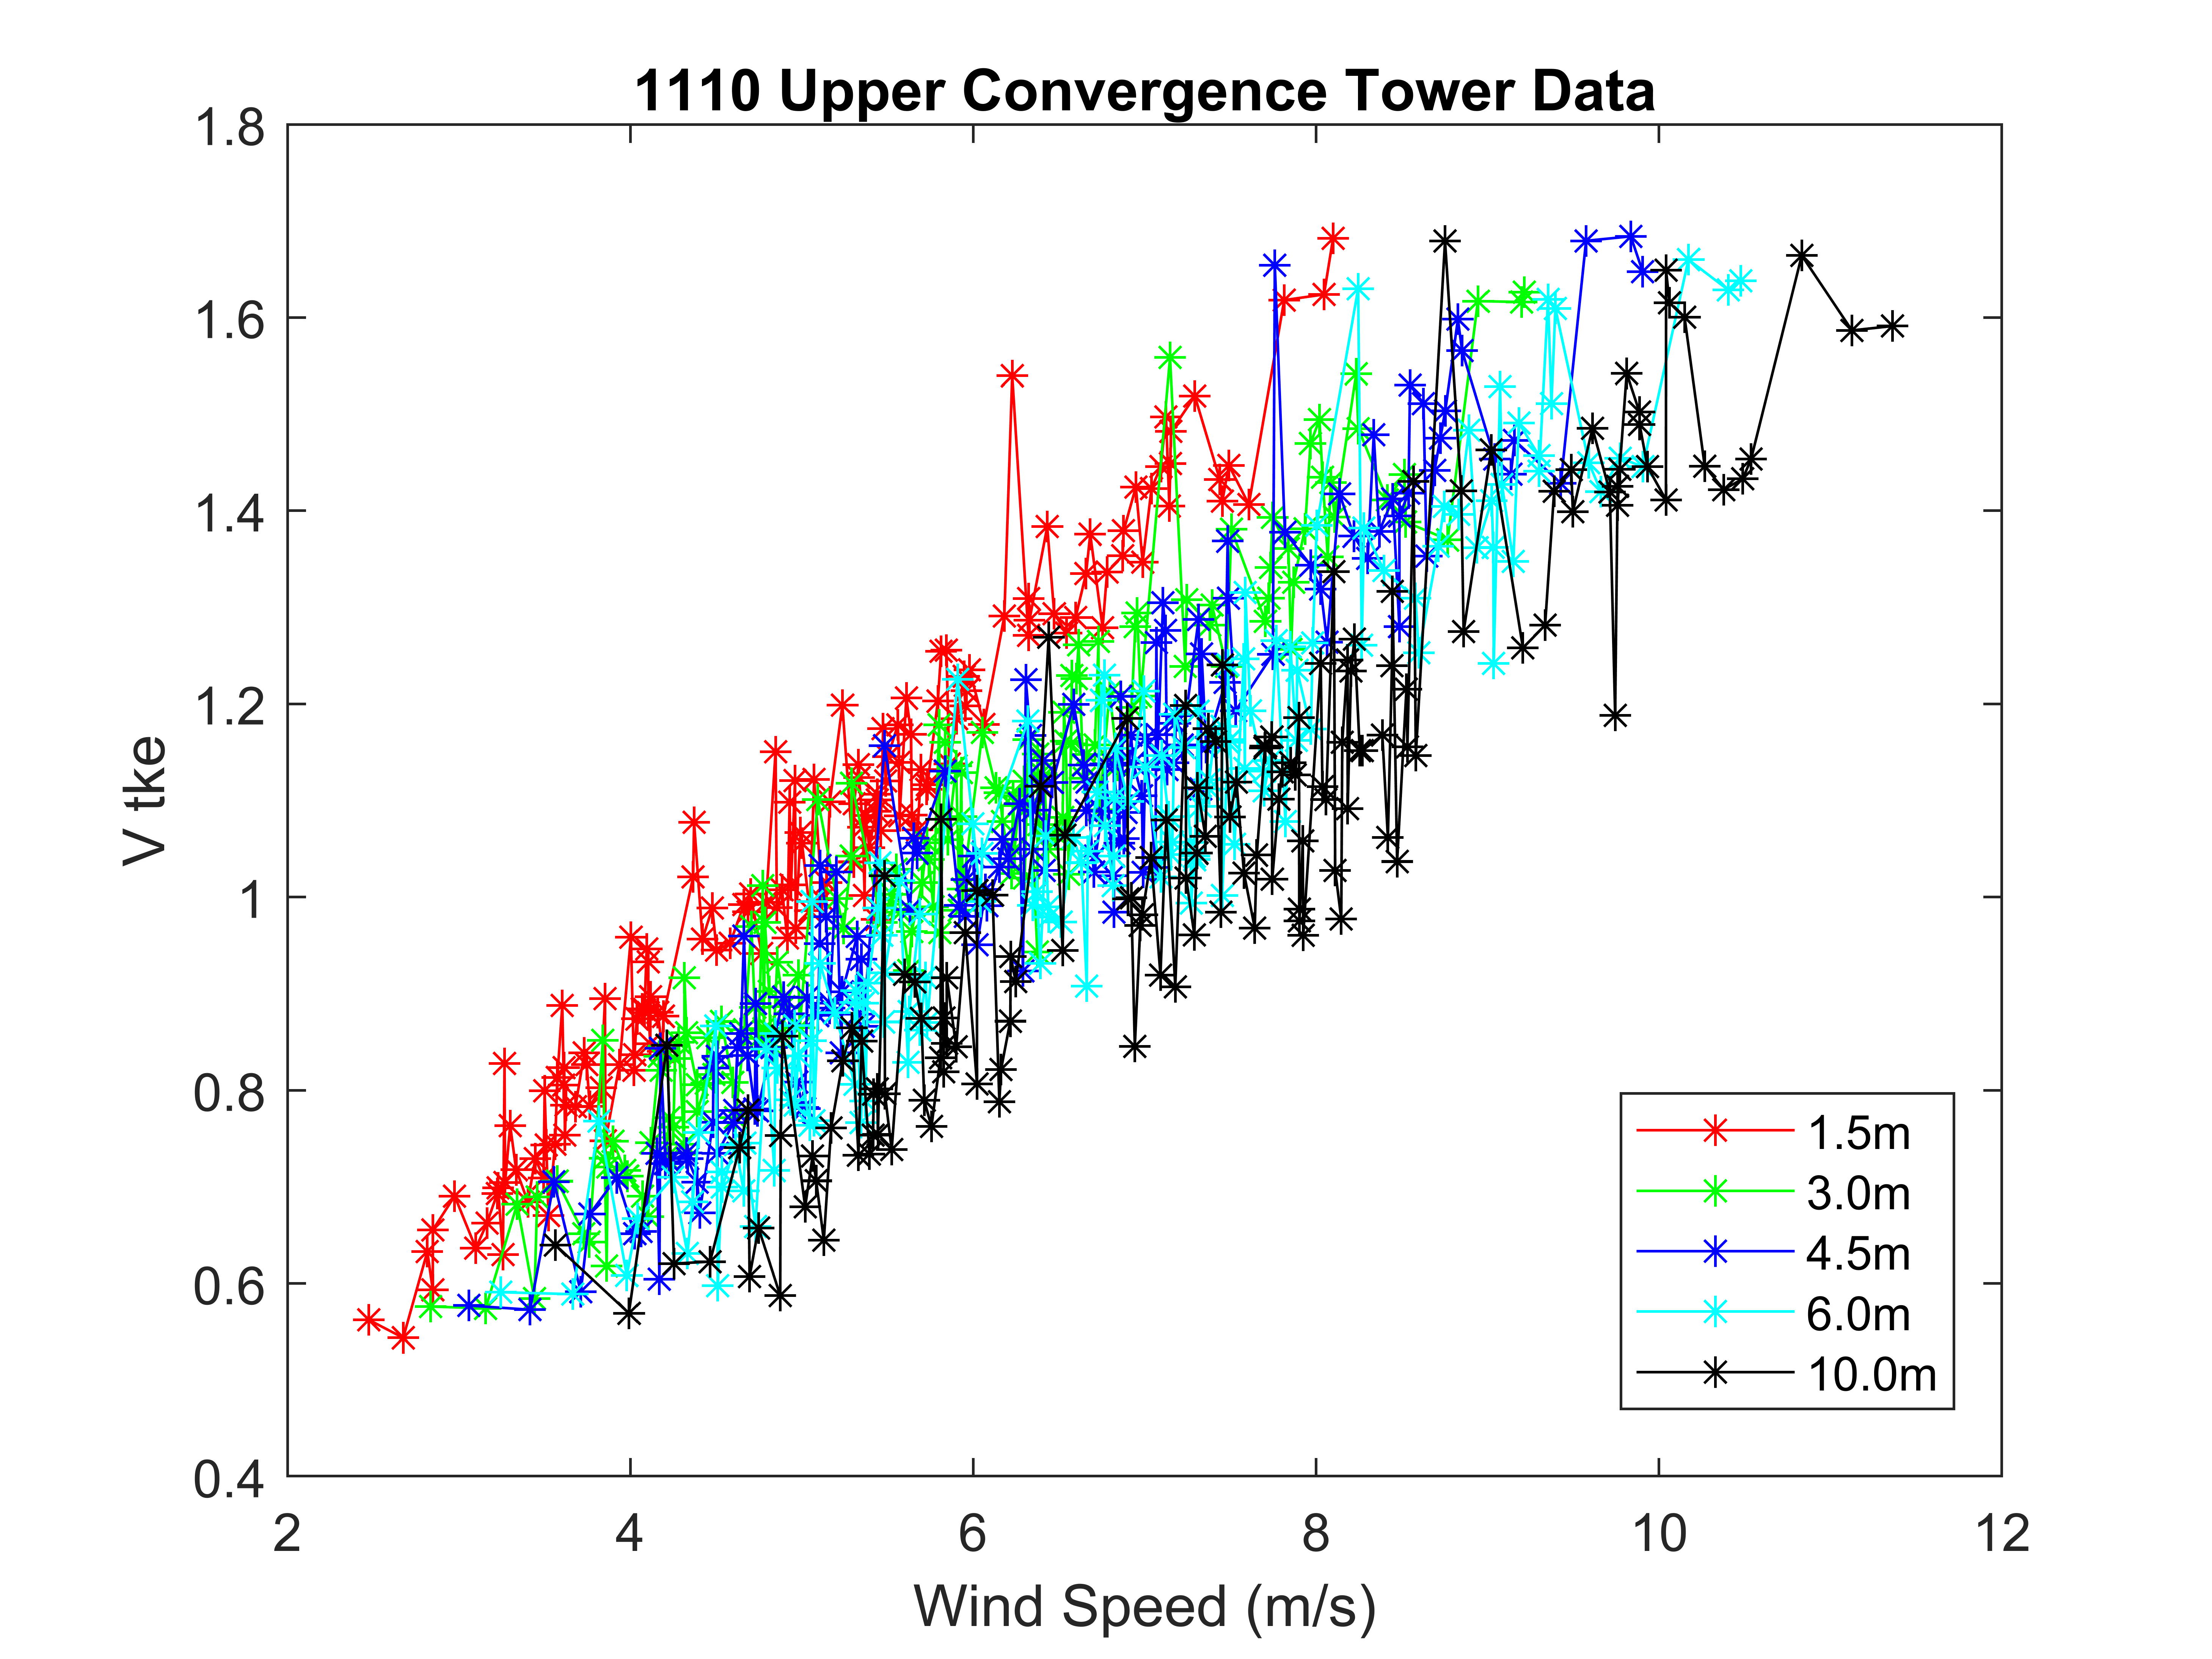 1110 Upper Convergence Tower Data
1.8
1.6
1.4
1.2
1
0.8
0.6
0.4
V tke
2 4 6 8 10 12
Wind Speed (m/s)
1.5m
3.0m
4.5m
6.0m
10.0m